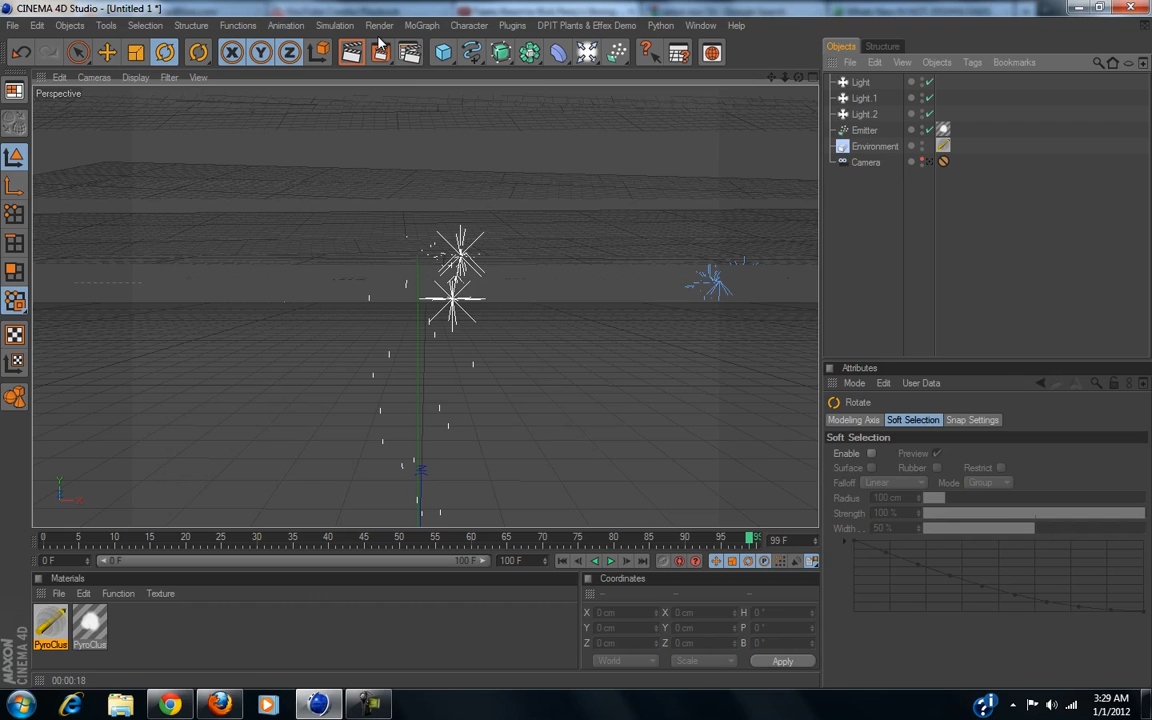 CINEMA 4D Studio - [Untitled 1 *]
File Edit Objects Tools Selection Structure Functions Animation Simulation Render MoGraph Character Plugins DPIT Plants & Effex Demo Python Window Help
Edit Cameras Display Filter View
Perspective
Objects Structure
File Edit View Objects Tags Bookmarks
Light
Light.1
Light.2
Emitter
Environment
Camera
Attributes
Mode Edit User Data
Rotate
Modeling Axis Soft Selection Snap Settings
Soft Selection
Enable Preview
Surface Rubber Restrict
Falloff Linear Mode Group
Radius 100 cm
Strength 100 %
Width . . 50 %
Y
X
0 5 10 15 20 25 30 35 40 45 50 55 60 65 70 75 80 85 90 95 99 F
0 F 0 F 100 F 100 F
Materials
File Edit Function Texture
PyroClus PyroClus
Coordinates
-- -- --
X 0 cm X 0 cm H 0 °
Y 0 cm Y 0 cm P 0 °
Z 0 cm Z 0 cm B 0 °
World Scale Apply
MAXON
CINEMA 4D
00:00:18
3:29 AM
1/1/2012